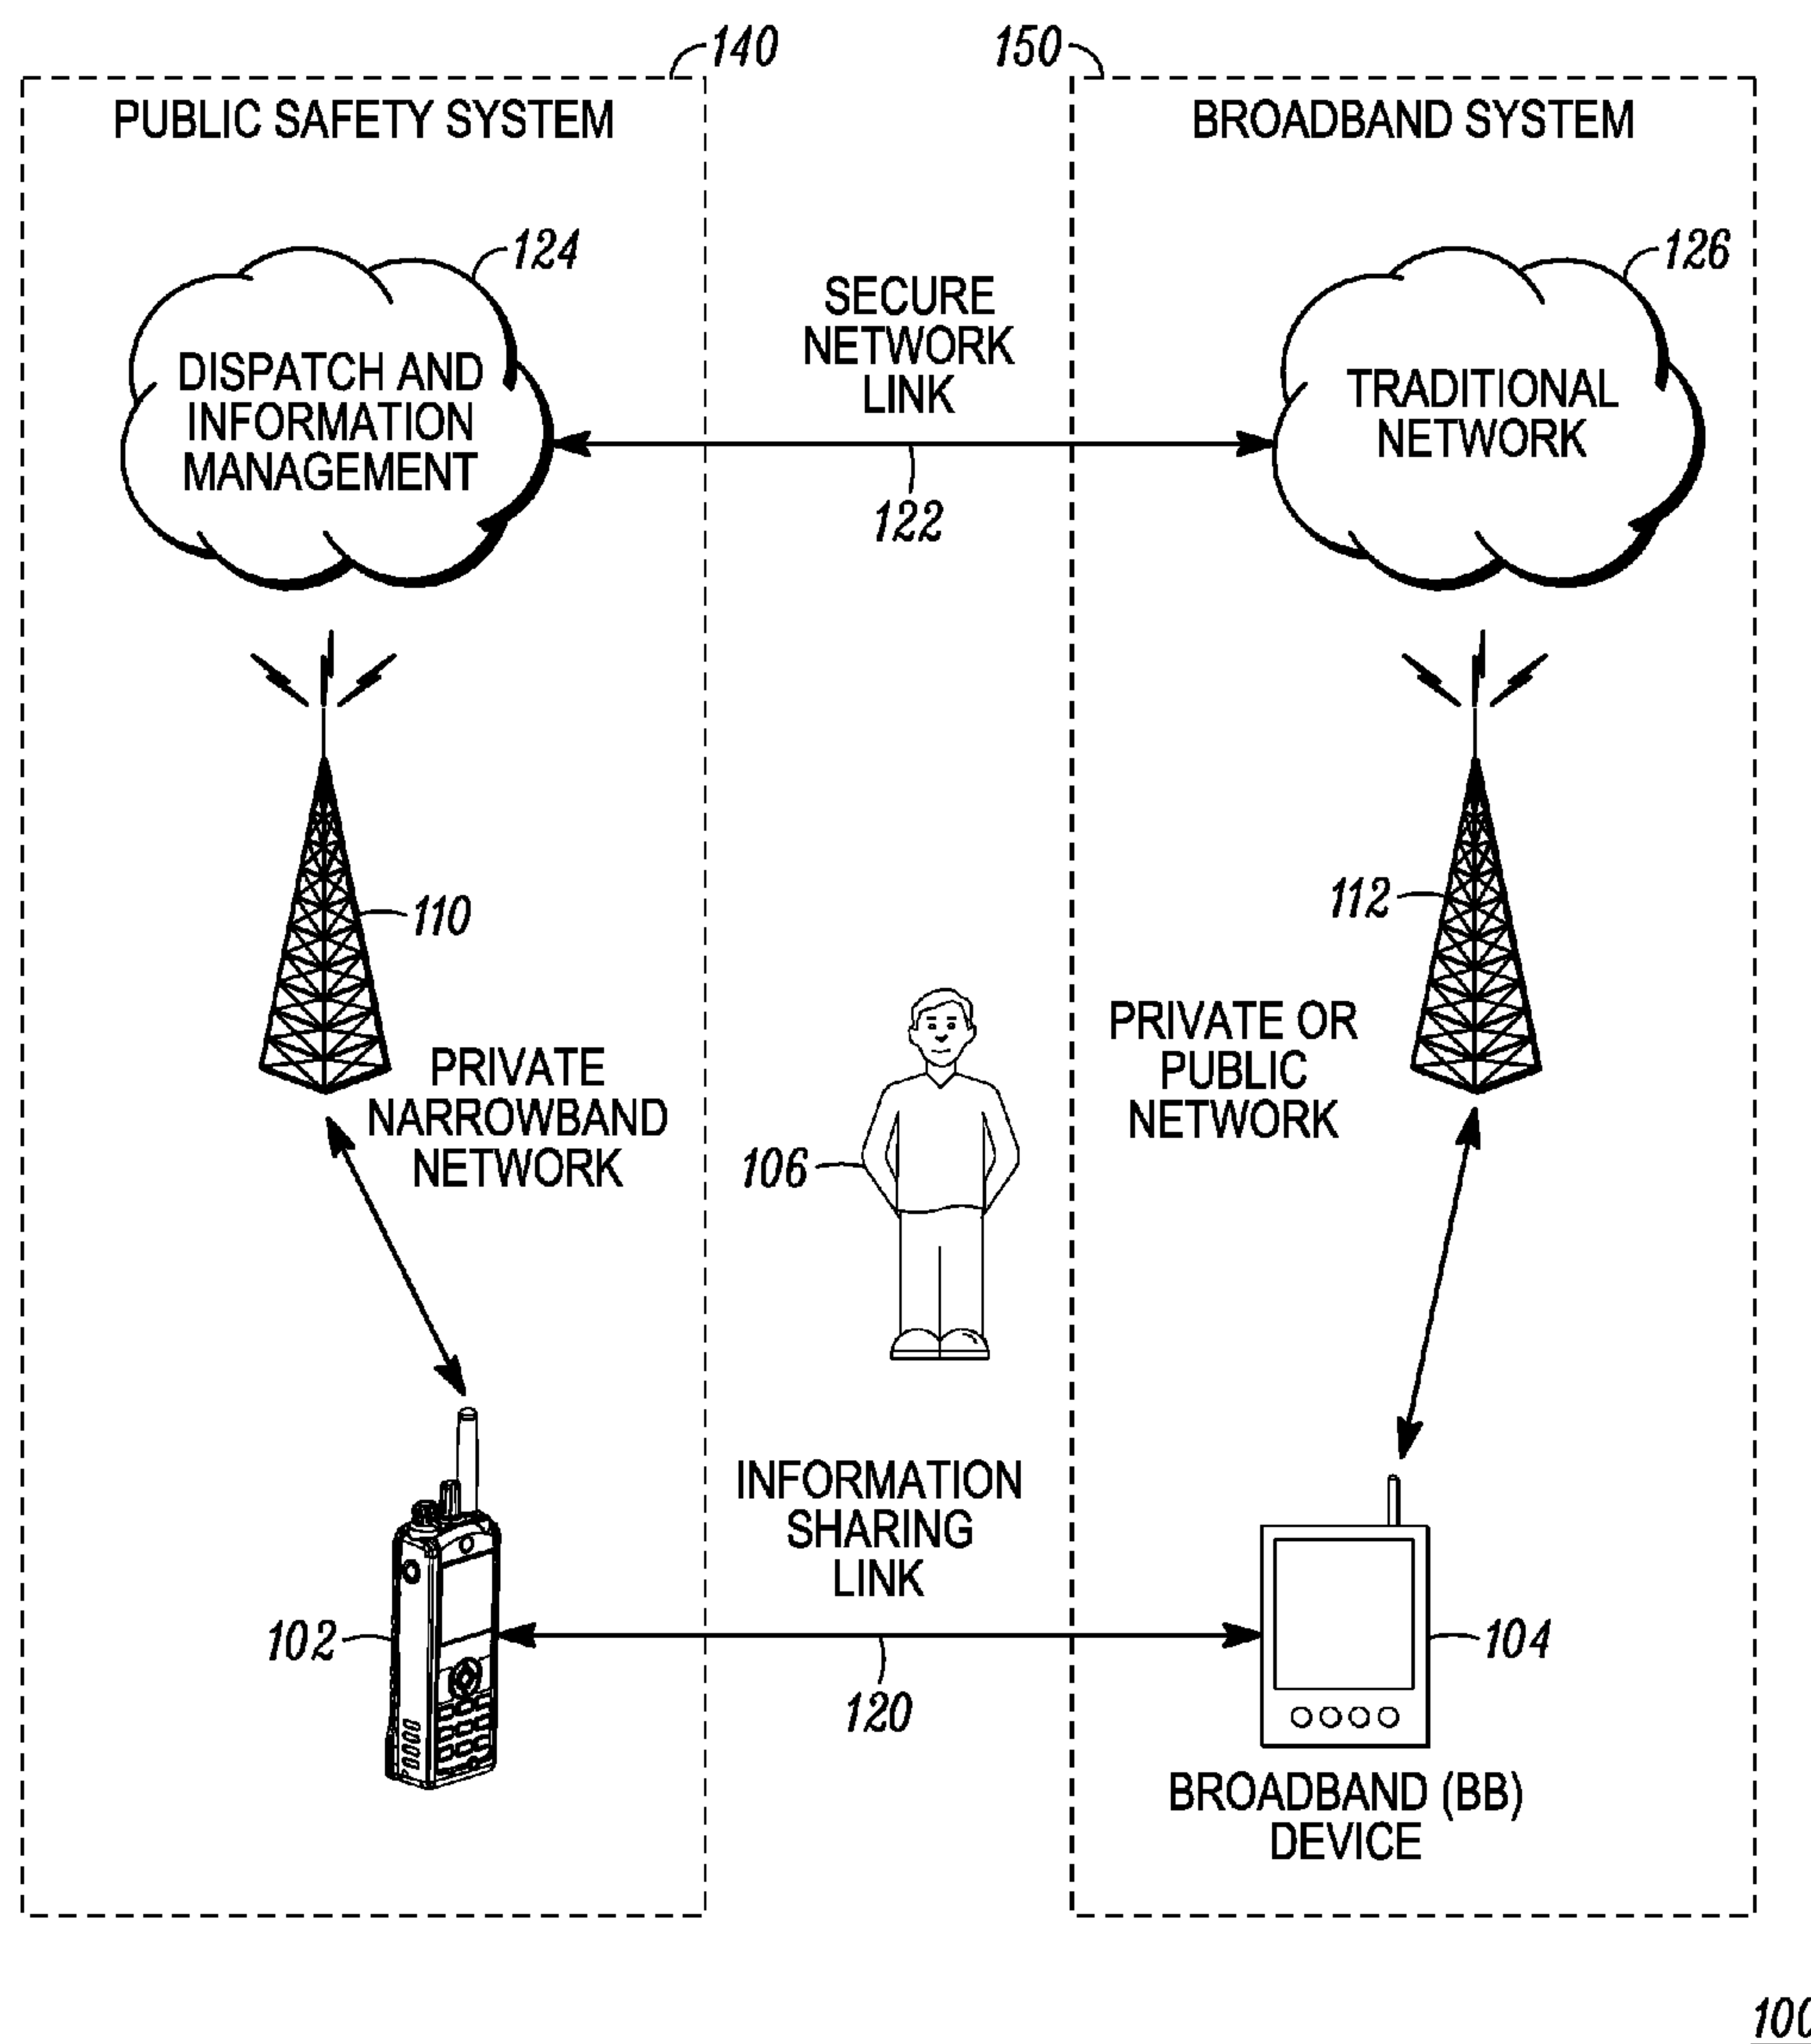 140
150
PUBLIC SAFETY SYSTEM
BROADBAND SYSTEM
124
126
SECURE
NETWORK
LINK
DISPATCH AND
INFORMATION
MANAGEMENT
TRADITIONAL
NETWORK
122
110
112
PRIVATE
NARROWBAND
NETWORK
PRIVATE OR
PUBLIC
NETWORK
106
INFORMATION
SHARING
LINK
102
104
120
BROADBAND (BB)
DEVICE
100